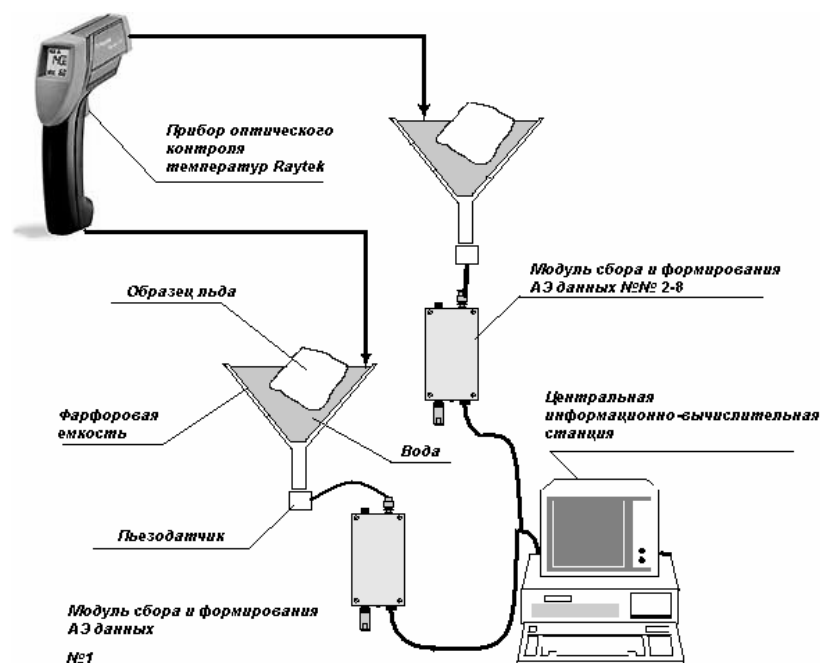 Прибор оптического
контроля
температур Raytek
Модуль сбора и формирования
АЭ данных №№ 2-8
Образец льда
Центральная
информационно-вычислительная
станция
Фарфоровая
емкость
Вода
Пьезодатчик
Модуль сбора и формирования
АЭ данных
№1